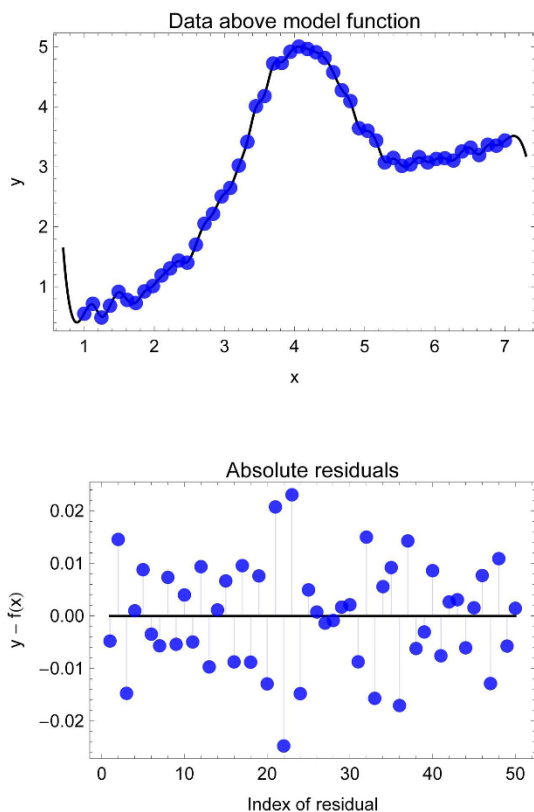 Data above model function
5
4
3
2
1
y
1 2 3 4 5 6 7
x
Absolute residuals
0.02
0.01
0.00
−0.01
−0.02
y − f(x)
0 10 20 30 40 50
Index of residual